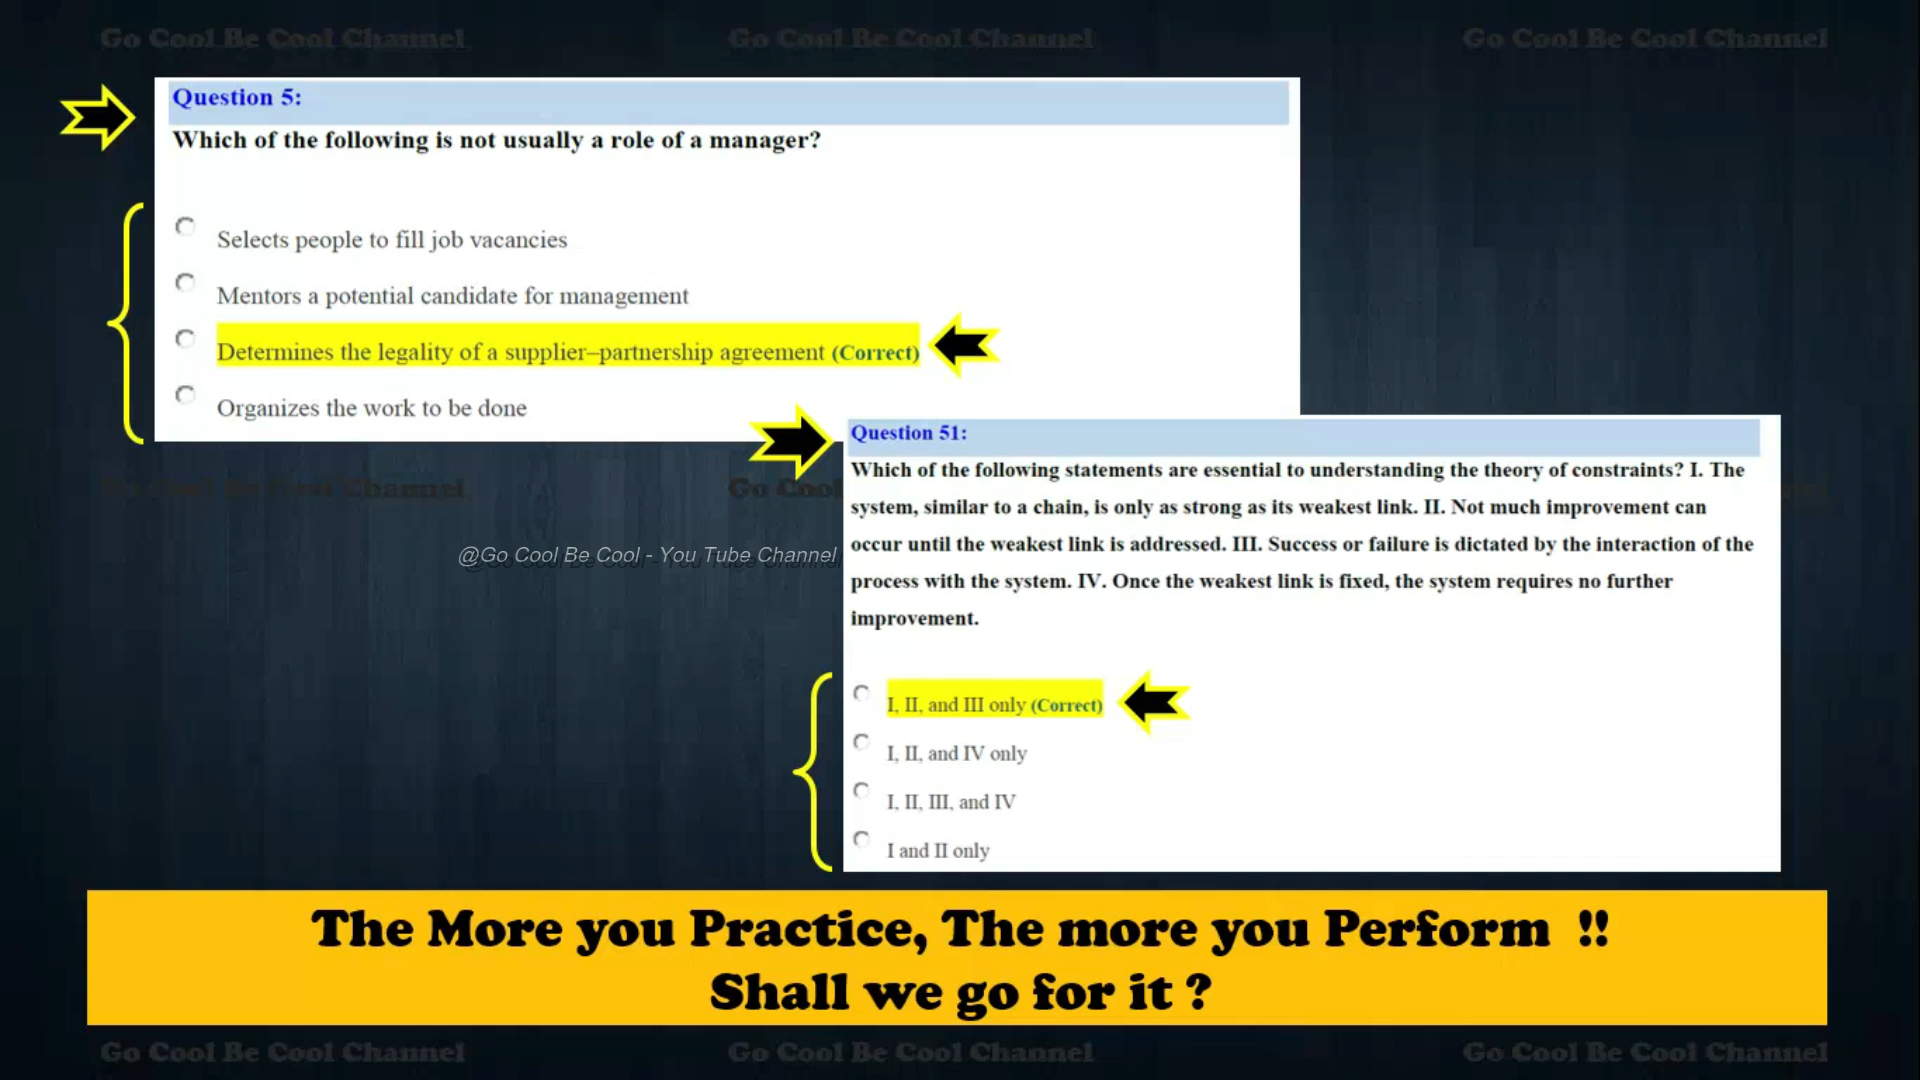 Go Cool Be Cool Channel
Go Cool Be Cool Channel
Go Cool Be Cool Channel
Question 5:
Which of the following is not usually a role of a manager?
Selects people to fill job vacancies
Mentors a potential candidate for management
Determines the legality of a supplier–partnership agreement (Correct)
Organizes the work to be done
Question 51:
Which of the following statements are essential to understanding the theory of constraints? I. The
system, similar to a chain, is only as strong as its weakest link. II. Not much improvement can
occur until the weakest link is addressed. III. Success or failure is dictated by the interaction of the
process with the system. IV. Once the weakest link is fixed, the system requires no further
improvement.
Go Cool Be Cool Channel
Go Cool
@Go Cool Be Cool - You Tube Channel
I, II, and III only (Correct)
I, II, and IV only
I, II, III, and IV
I and II only
The More you Practice, The more you Perform !!
Shall we go for it ?
Go Cool Be Cool Channel
Go Cool Be Cool Channel
Go Cool Be Cool Channel